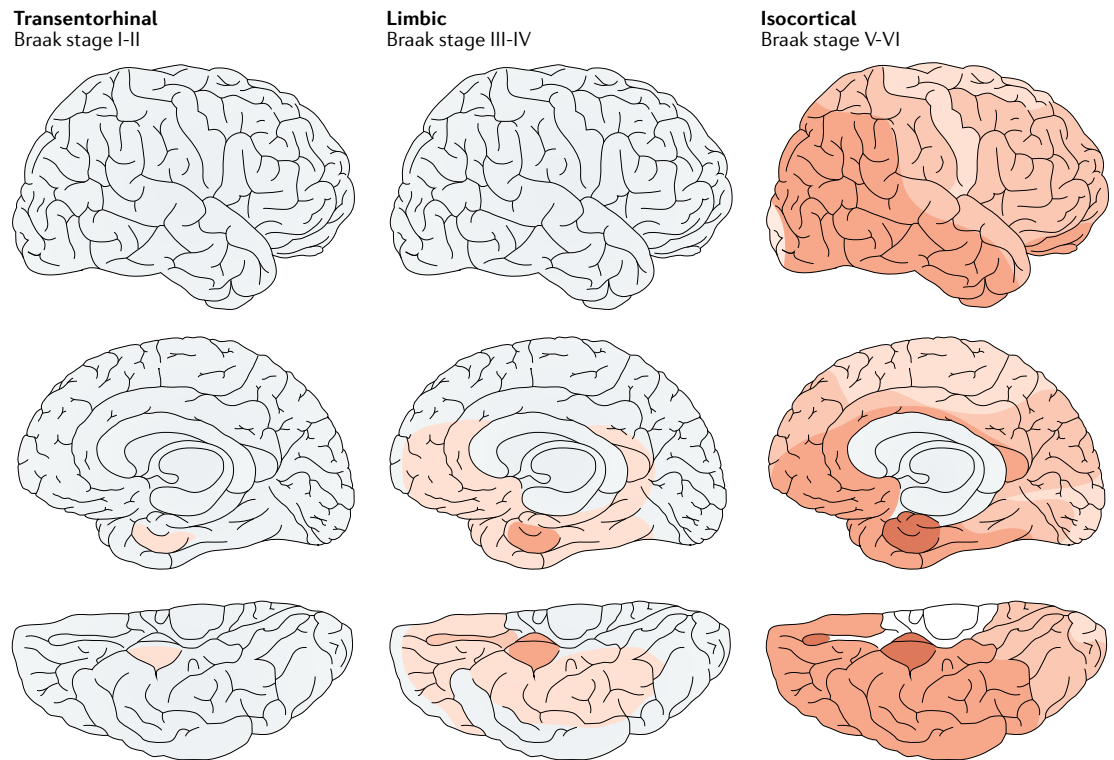 Transentorhinal
Braak stage I-II
Limbic
Braak stage III-IV
Isocortical
Braak stage V-VI